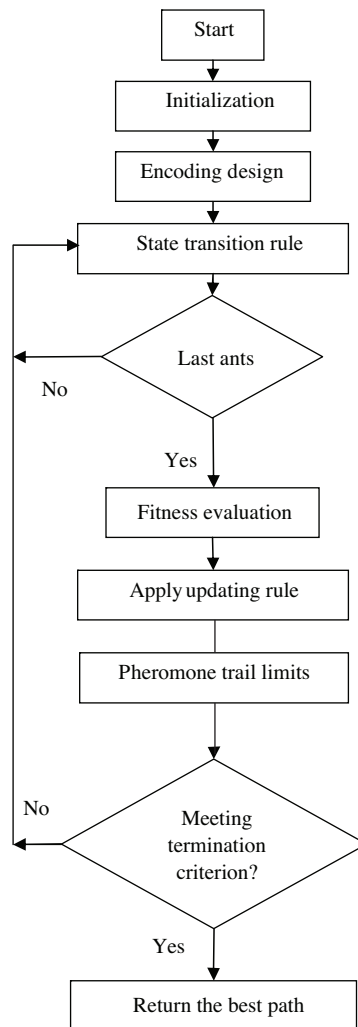 Start
Initialization
Encoding design
State transition rule
Last ants
No
Yes
Fitness evaluation
Apply updating rule
Pheromone trail limits
No
Meeting
termination
criterion?
Yes
Return the best path